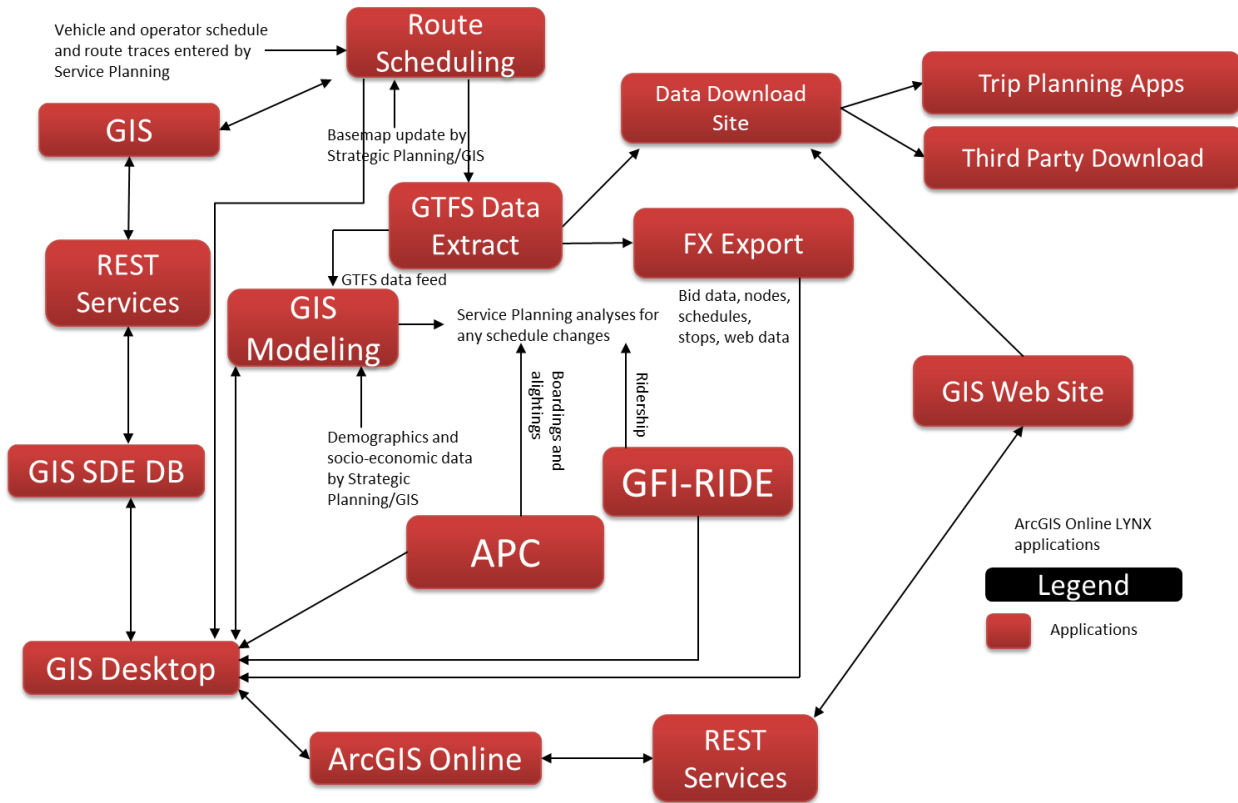 Vehicle and operator schedule
and route traces entered by
Service Planning
Route
Scheduling
GIS
Basemap update by
Strategic Planning/GIS
Data Download
Site
Trip Planning Apps
Third Party Download
GTFS Data
Extract
FX Export
REST
Services
GTFS data feed
GIS
Modeling
Service Planning analyses for
any schedule changes
Bid data, nodes,
schedules,
stops, web data
Boardings and
alightings
Ridership
GIS Web Site
Demographics and
socio-economic data
by Strategic
Planning/GIS
GIS SDE DB
GFI-RIDE
APC
ArcGIS Online LYNX
applications
Legend
Applications
GIS Desktop
ArcGIS Online
REST
Services